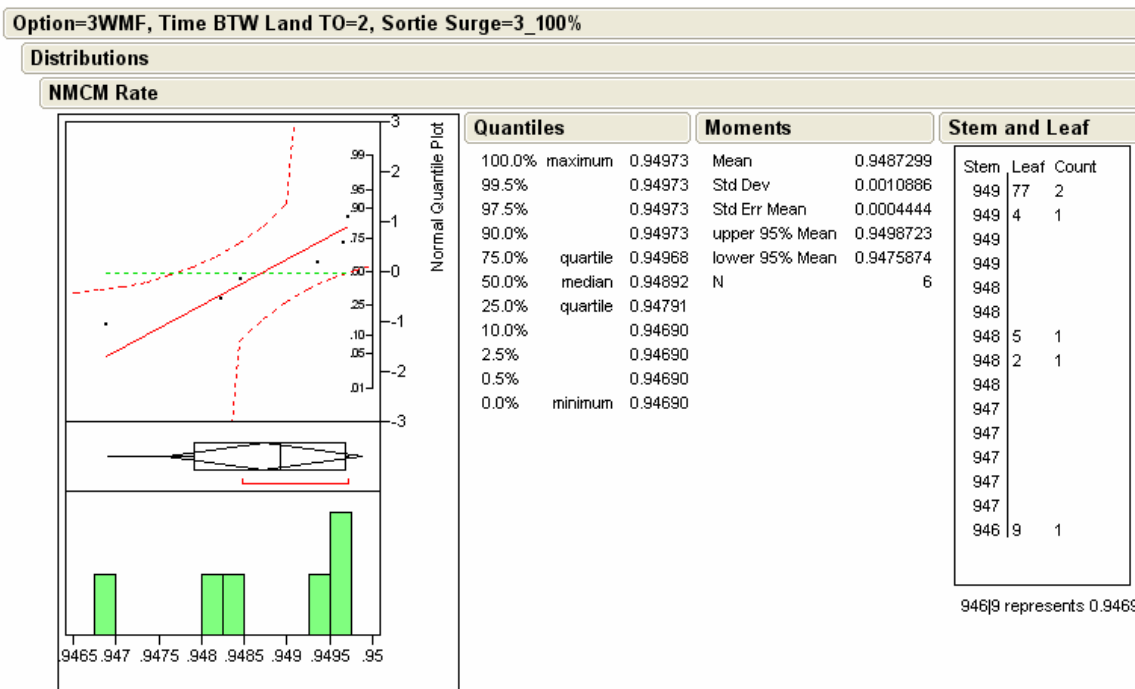 Option=3WMF, Time BTW Land TO=2, Sortie Surge=3_100%
Distributions
NMCM Rate
3
2
1
0
-1
-2
-3
.99
.95
.90
.75
.50
.25
.10
.05
.01
Normal Quantile Plot
.9465 .947 .9475 .948 .9485 .949 .9495 .95
Quantiles
100.0% maximum 0.94973
99.5% 0.94973
97.5% 0.94973
90.0% 0.94973
75.0% quartile 0.94968
50.0% median 0.94892
25.0% quartile 0.94791
10.0% 0.94690
2.5% 0.94690
0.5% 0.94690
0.0% minimum 0.94690
Moments
Mean 0.9487299
Std Dev 0.0010886
Std Err Mean 0.0004444
upper 95% Mean 0.9498723
lower 95% Mean 0.9475874
N 6
Stem and Leaf
Stem Leaf Count
949 77 2
949 4 1
949
949
948
948
948 5 1
948 2 1
948
947
947
947
947
947
946 9 1
946|9 represents 0.9469